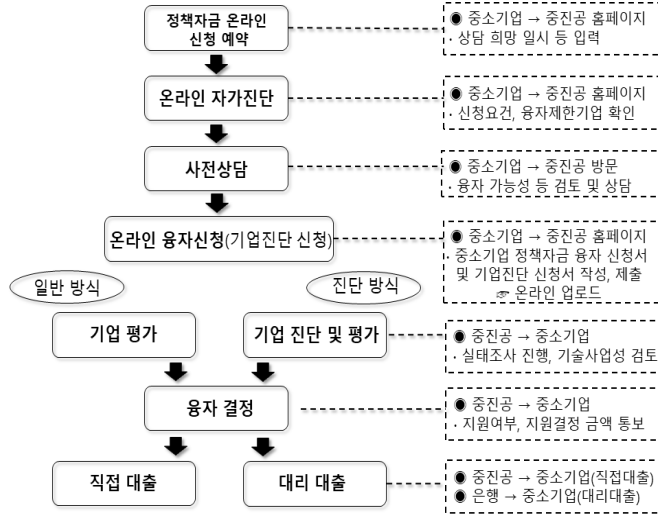 정책자금 온라인
신청 예약
◉ 중소기업 → 중진공 홈페이지
· 상담 희망 일시 등 입력
온라인 자가진단
◉ 중소기업 → 중진공 홈페이지
· 신청요건, 융자제한기업 확인
사전상담
◉ 중소기업 → 중진공 방문
· 융자 가능성 등 검토 및 상담
온라인 융자신청(기업진단 신청)
◉ 중소기업 → 중진공 홈페이지
· 중소기업 정책자금 융자 신청서
및 기업진단 신청서 작성, 제출
☞ 온라인 업로드
일반 방식
진단 방식
기업 평가
기업 진단 및 평가
◉ 중진공 → 중소기업
· 실태조사 진행, 기술사업성 검토
융자 결정
◉ 중진공 → 중소기업
· 지원여부, 지원결정 금액 통보
직접 대출
대리 대출
◉ 중진공 → 중소기업(직접대출)
◉ 은행 → 중소기업(대리대출)